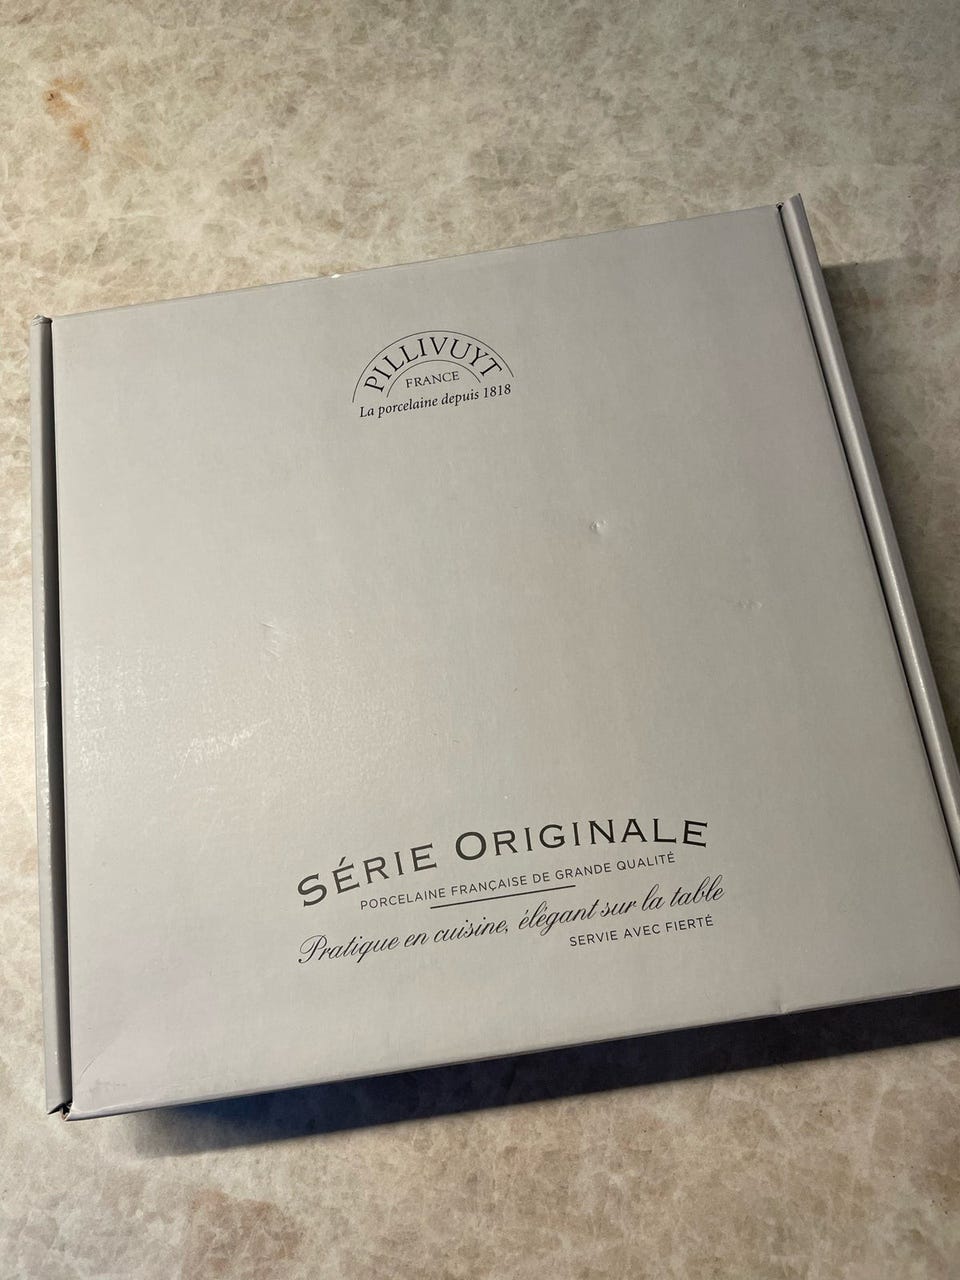 PILLIVUYT
FRANCE
La porcelaine depuis 1818
SÉRIE ORIGINALE
PORCELAINE FRANÇAISE DE GRANDE QUALITÉ
Pratique en cuisine, élégant sur la table
SERVIE AVEC FIERTÉ